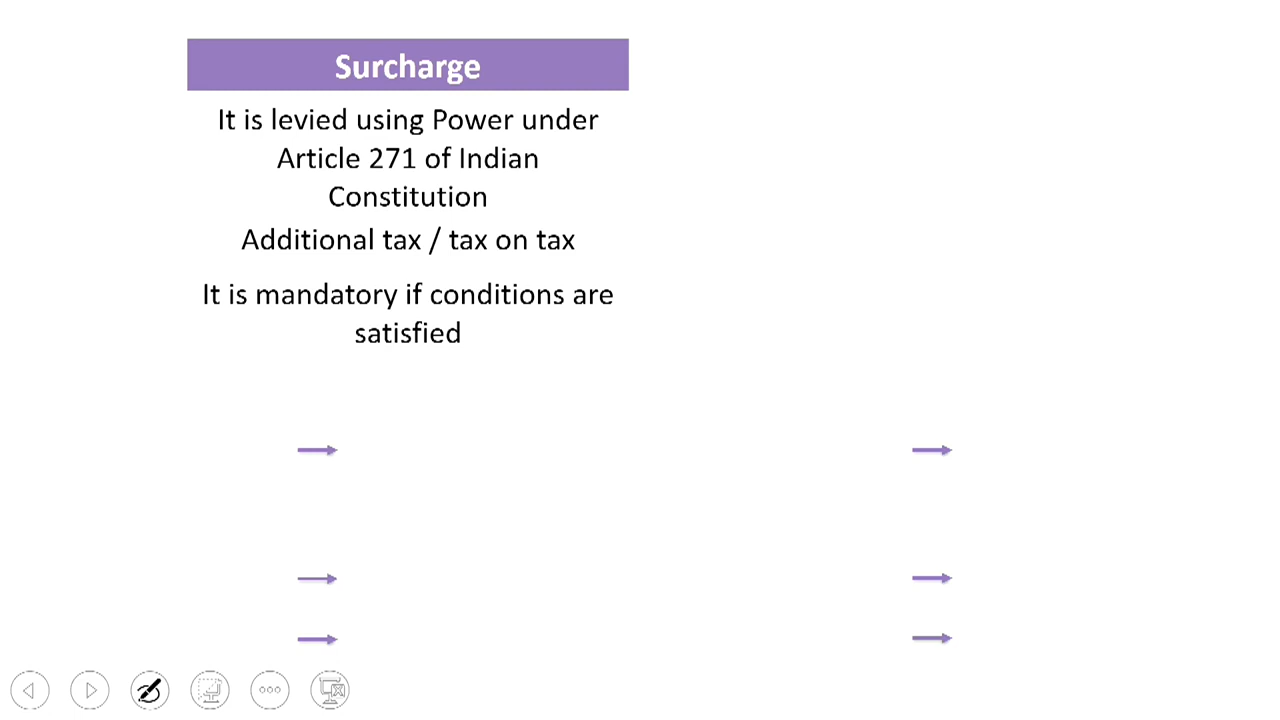 Surcharge
It is levied using Power under
Article 271 of Indian
Constitution
Additional tax / tax on tax
It is mandatory if conditions are
satisfied